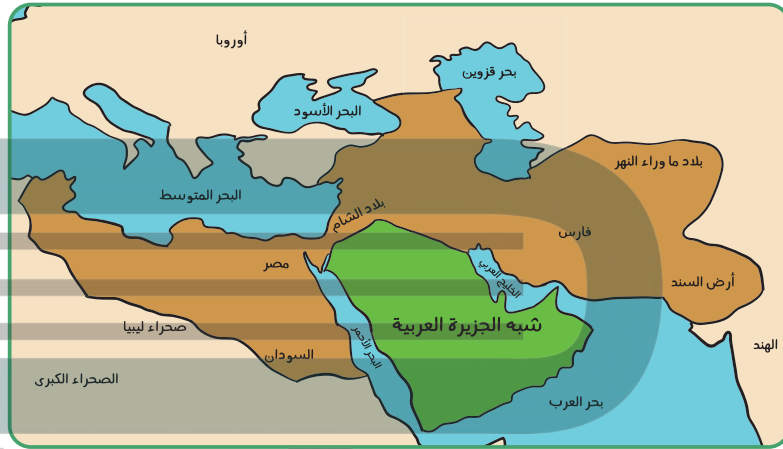 أوروبا
بحر قزوين
البحر الأسود
بلاد ما وراء النهر
البحر المتوسط
بلاد الشام
فارس
مصر
الخليج العربي
أرض السند
صحراء ليبيا
شبه الجزيرة العربية
البحر الأحمر
الهند
السودان
الصحراء الكبرى
بحر العرب